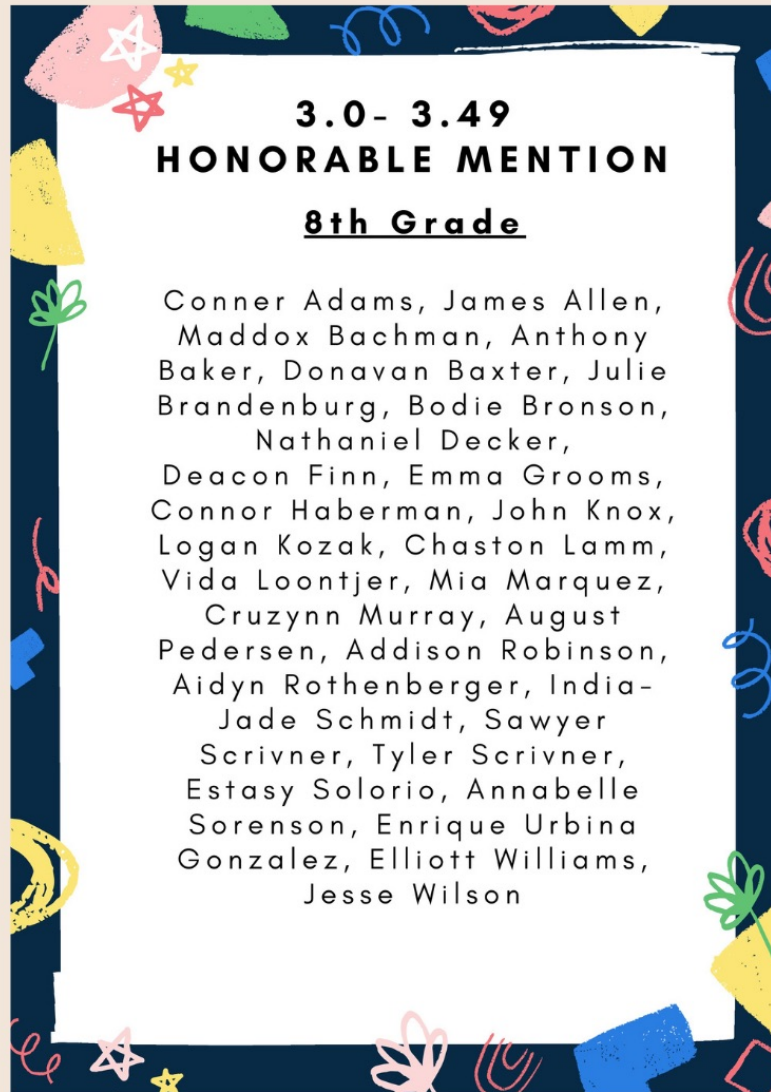 3.0- 3.49
HONORABLE MENTION
8th Grade
Conner Adams, James Allen,
Maddox Bachman, Anthony
Baker, Donavan Baxter, Julie
Brandenburg, Bodie Bronson,
Nathaniel Decker,
Deacon Finn, Emma Grooms,
Connor Haberman, John Knox,
Logan Kozak, Chaston Lamm,
Vida Loontjer, Mia Marquez,
Cruzynn Murray, August
Pedersen, Addison Robinson,
Aidyn Rothenberger, India-
Jade Schmidt, Sawyer
Scrivner, Tyler Scrivner,
Estasy Solorio, Annabelle
Sorenson, Enrique Urbina
Gonzalez, Elliott Williams,
Jesse Wilson